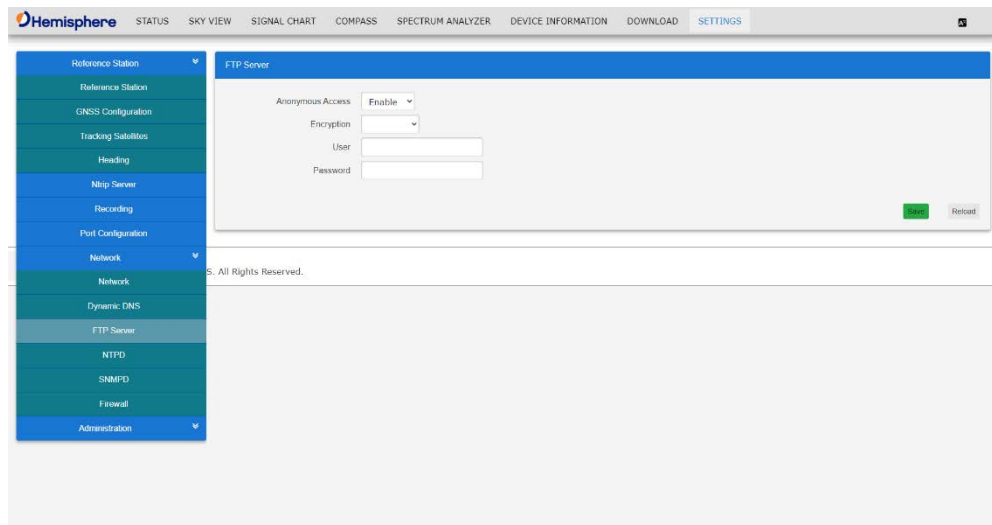 Hemisphere STATUS SKY VIEW SIGNAL CHART COMPASS SPECTRUM ANALYZER DEVICE INFORMATION DOWNLOAD SETTINGS
Reference Station
Reference Station
GNSS Configuration
Tracking Satellites
Heading
Ntrip Server
Recording
Port Configuration
Network
Network
Dynamic DNS
FTP Server
NTPD
SNMPD
Firewall
Administration
FTP Server
Anonymous Access Enable
Encryption
User
Password
Save Reload
S. All Rights Reserved.